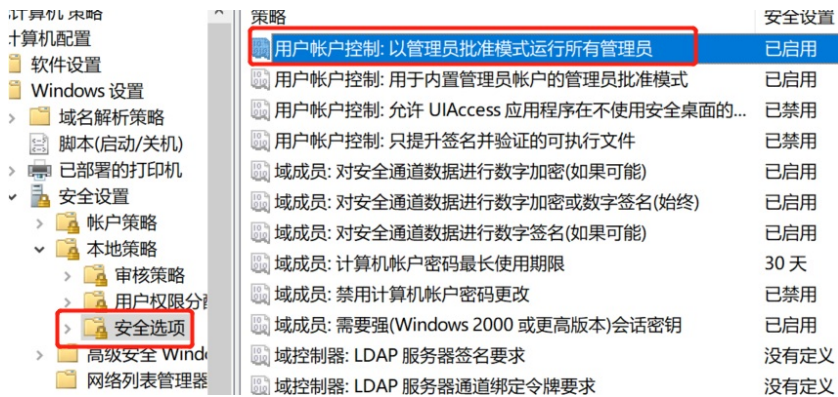 计算机 策略
计算机配置
软件设置
Windows 设置
域名解析策略
脚本(启动/关机)
已部署的打印机
安全设置
帐户策略
本地策略
审核策略
用户权限分配
安全选项
高级安全 Windo
网络列表管理器
策略 安全设置
用户帐户控制: 以管理员批准模式运行所有管理员 已启用
用户帐户控制: 用于内置管理员帐户的管理员批准模式 已启用
用户帐户控制: 允许 UIAccess 应用程序在不使用安全桌面的... 已禁用
用户帐户控制: 只提升签名并验证的可执行文件 已禁用
域成员: 对安全通道数据进行数字加密(如果可能) 已启用
域成员: 对安全通道数据进行数字加密或数字签名(始终) 已启用
域成员: 对安全通道数据进行数字签名(如果可能) 已启用
域成员: 计算机帐户密码最长使用期限 30 天
域成员: 禁用计算机帐户密码更改 已禁用
域成员: 需要强(Windows 2000 或更高版本)会话密钥 已启用
域控制器: LDAP 服务器签名要求 没有定义
域控制器: LDAP 服务器通道绑定令牌要求 没有定义